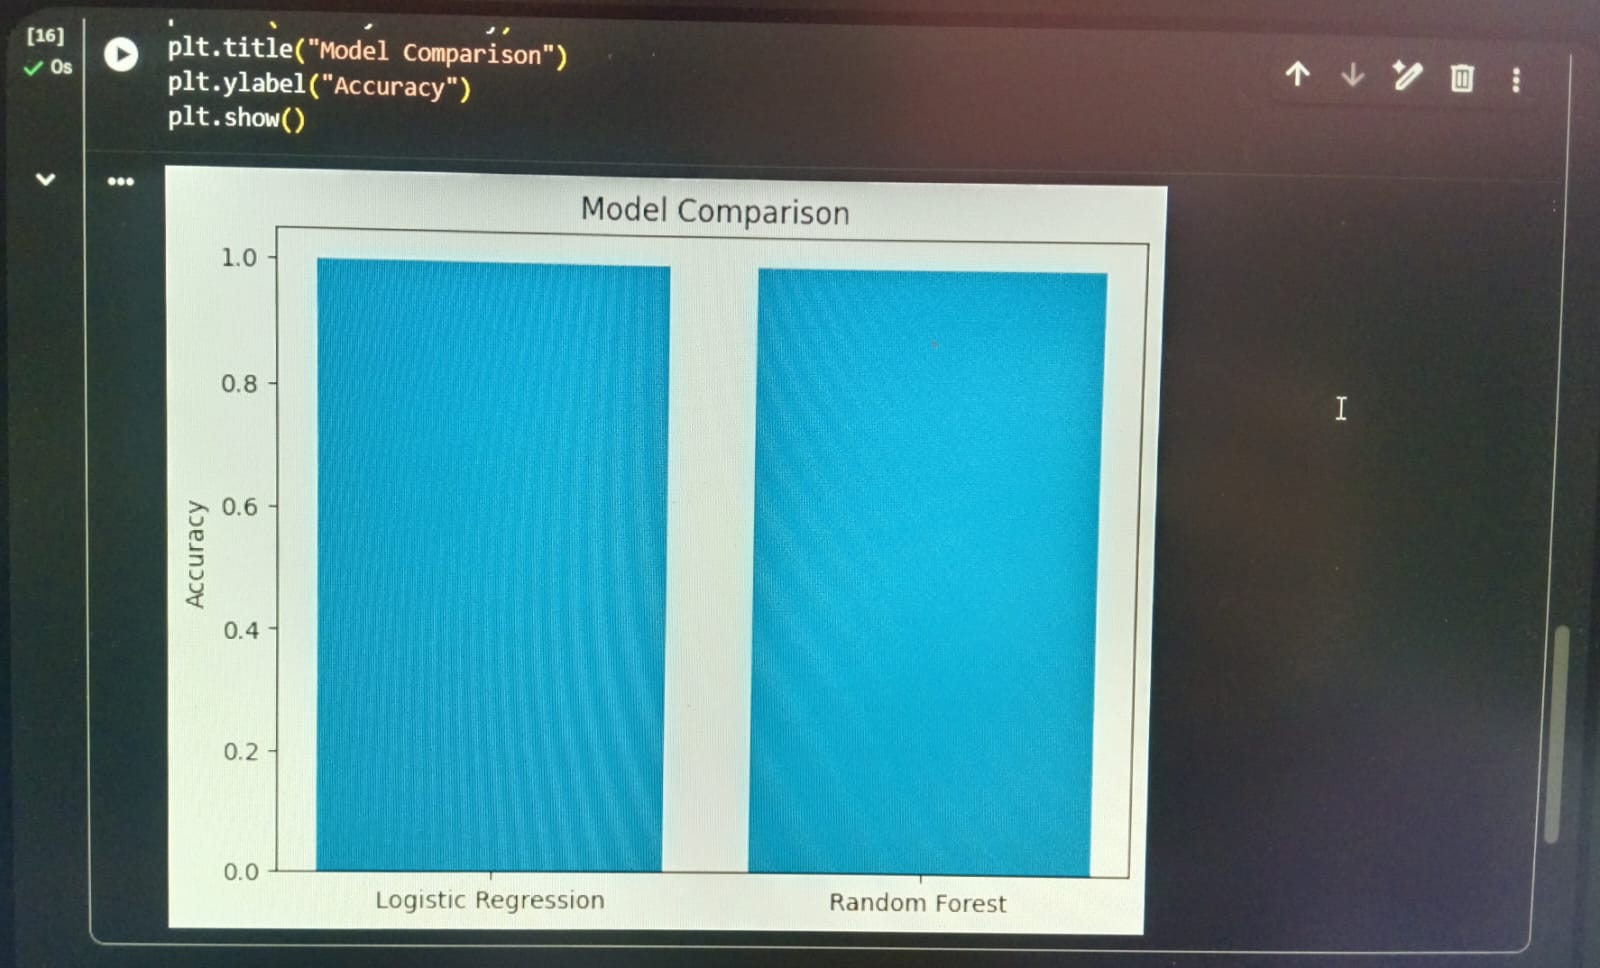 [16]
0s
plt.title("Model Comparison")
plt.ylabel("Accuracy")
plt.show()
Model Comparison
1.0
0.8
0.6
0.4
0.2
0.0
Accuracy
Logistic Regression
Random Forest